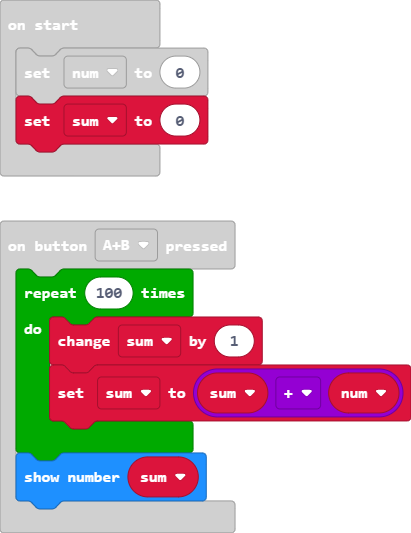 on start
set num to 0
set sum to 0
on button A+B pressed
repeat 100 times
do
change sum by 1
set sum to sum + num
show number sum